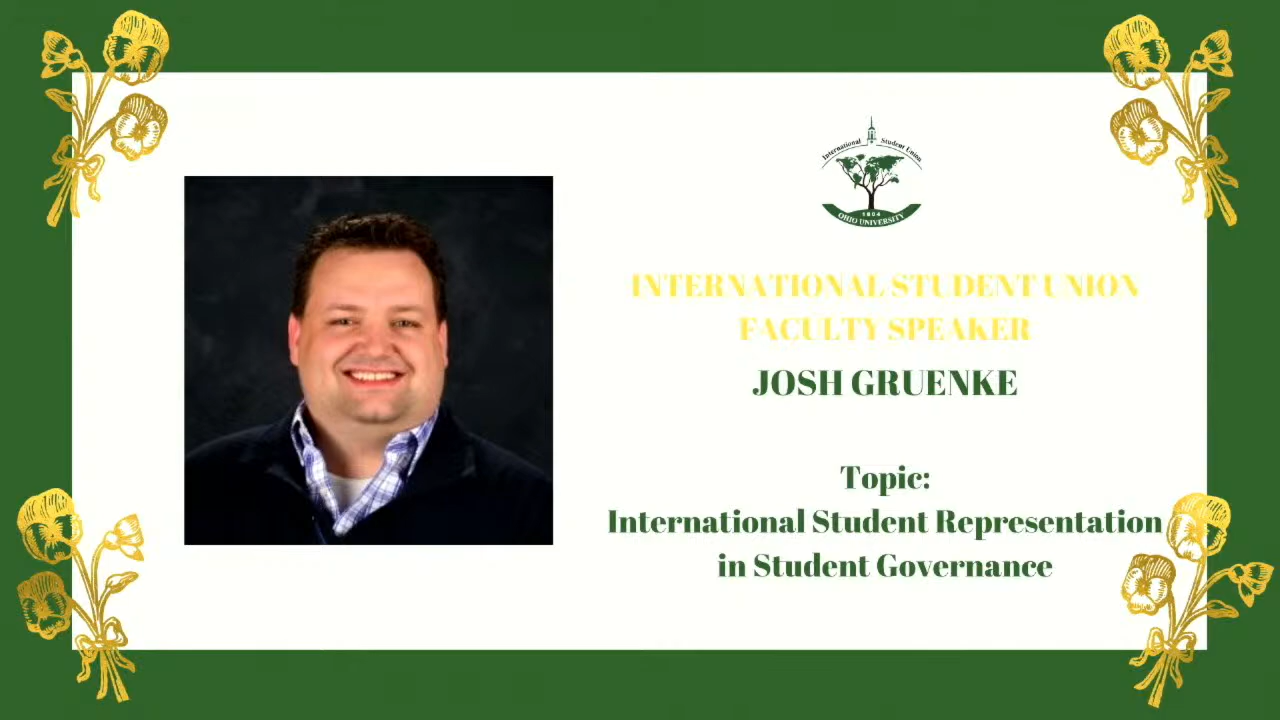 International Student Union
1804
OHIO UNIVERSITY
INTERNATIONAL STUDENT UNION
FACULTY SPEAKER
JOSH GRUENKE
Topic:
International Student Representation
in Student Governance